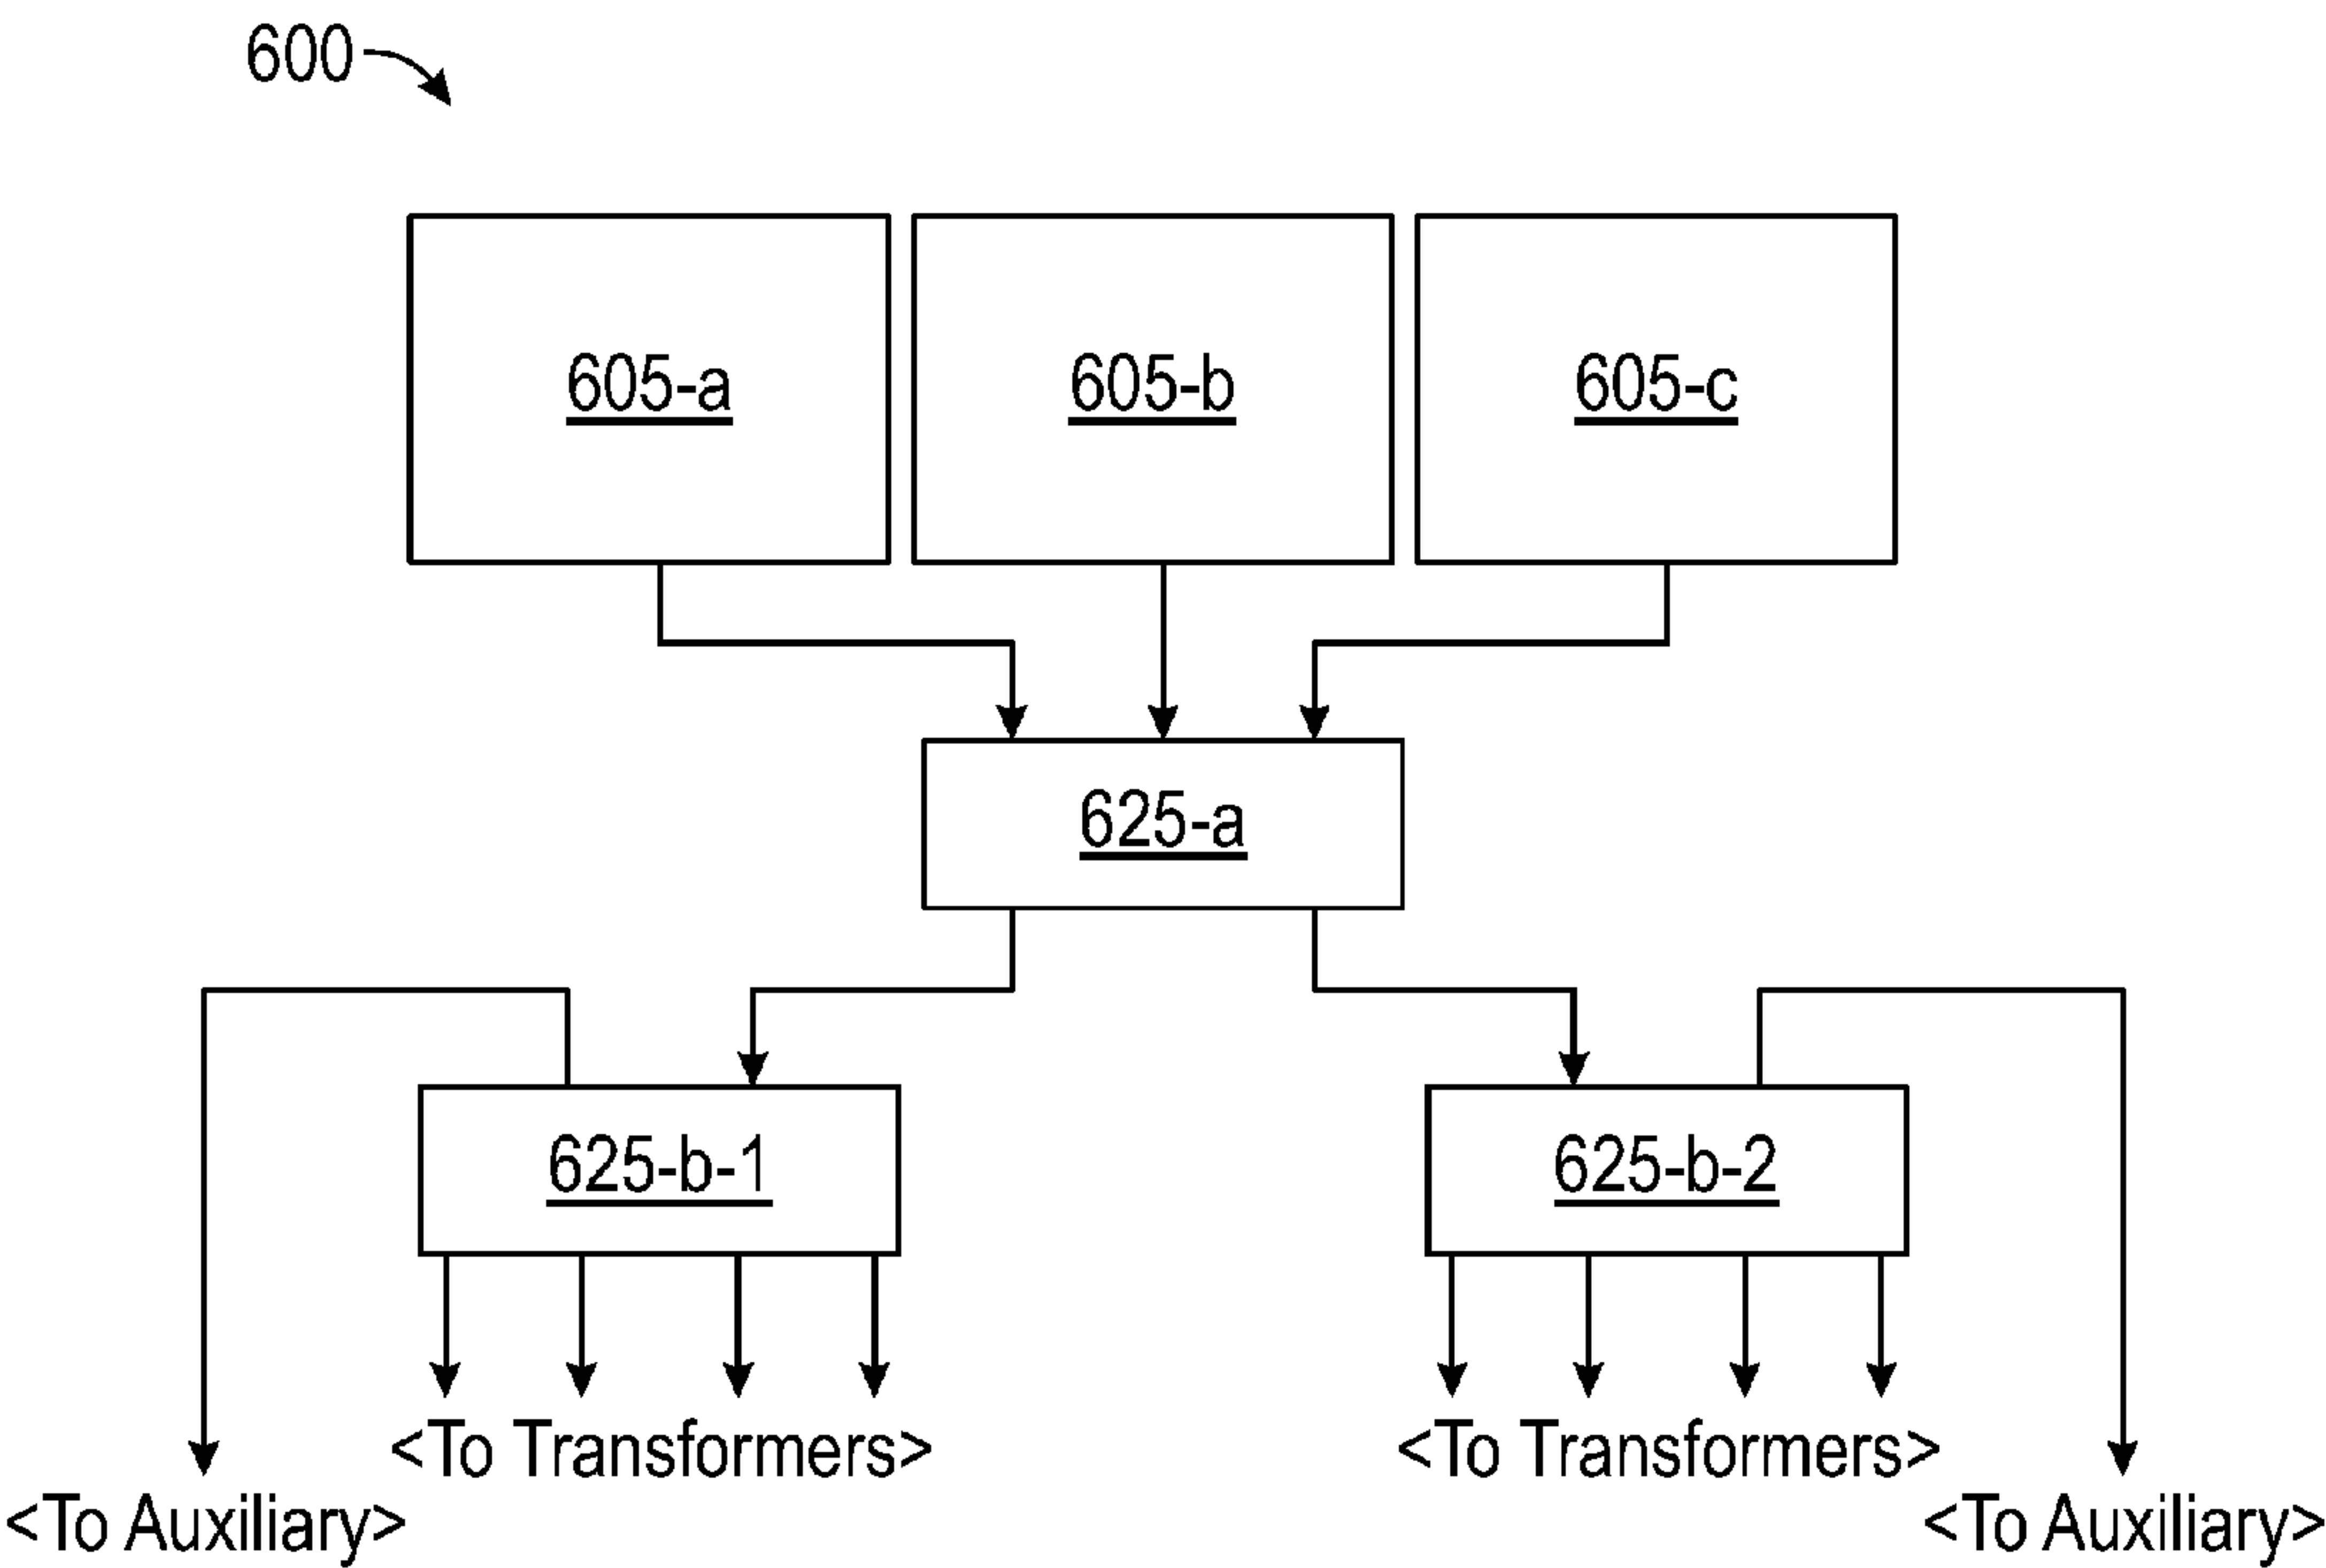 600
605-a
605-b
605-c
625-a
625-b-1
625-b-2
<To Transformers>
<To Transformers>
<To Auxiliary>
<To Auxiliary>